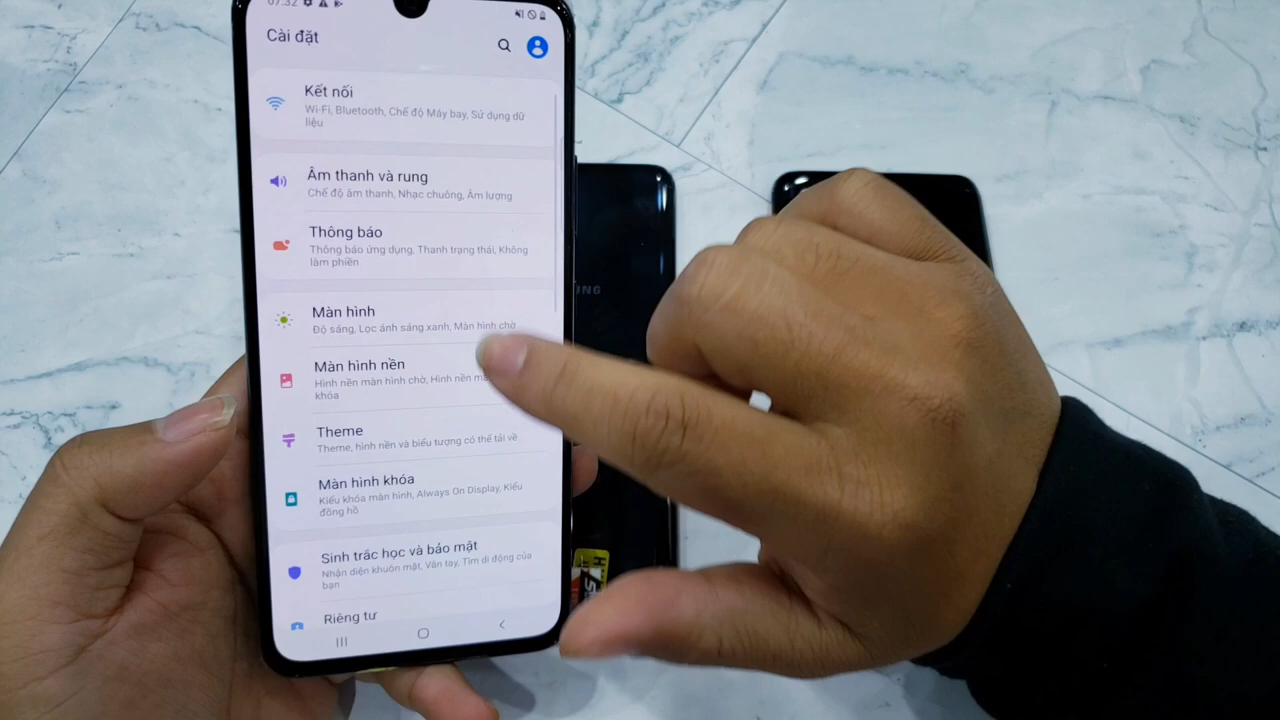 07:32
Cài đặt
Kết nối
Wi-Fi, Bluetooth, Chế độ Máy bay, Sử dụng dữ
liệu
Âm thanh và rung
Chế độ âm thanh, Nhạc chuông, Âm lượng
Thông báo
Thông báo ứng dụng, Thanh trạng thái, Không
làm phiền
Màn hình
Độ sáng, Lọc ánh sáng xanh, Màn hình chờ
Màn hình nền
Hình nền màn hình chờ, Hình nền
khóa
Theme
Theme, hình nền và biểu tượng có thể tải về
Màn hình khóa
Kiểu khóa màn hình, Always On Display, Kiểu
đồng hồ
Sinh trắc học và bảo mật
Nhận diện khuôn mặt, Vân tay, Tìm di động của
bạn
Riêng tư